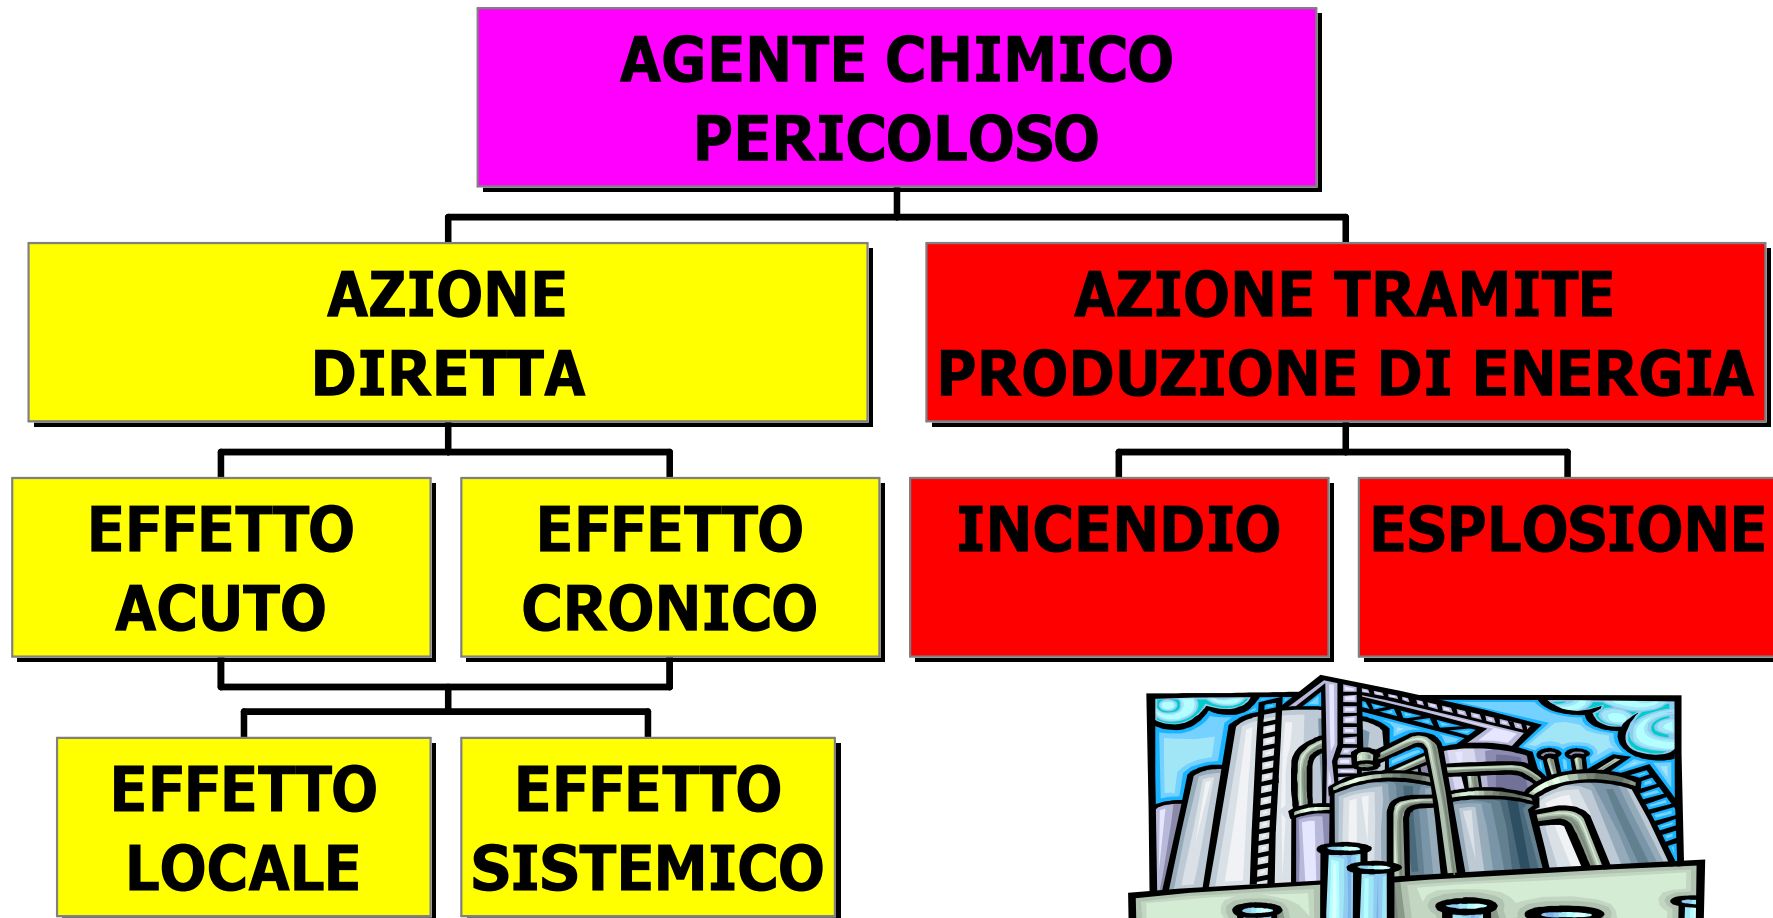 AGENTE CHIMICO
PERICOLOSO
AZIONE
DIRETTA
AZIONE TRAMITE
PRODUZIONE DI ENERGIA
EFFETTO
ACUTO
EFFETTO
CRONICO
INCENDIO
ESPLOSIONE
EFFETTO
LOCALE
EFFETTO
SISTEMICO